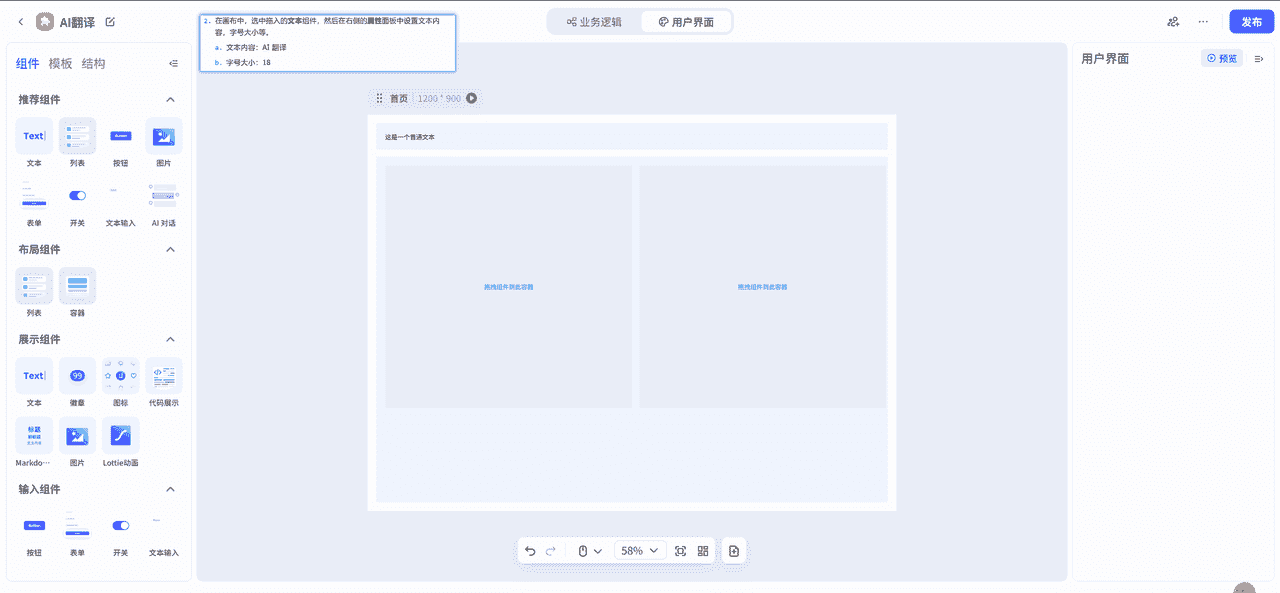 AI翻译
2. 在画布中，选中拖入的文本组件，然后在右侧的属性面板中设置文本内
容，字号大小等。
a. 文本内容：AI 翻译
b. 字号大小：18
业务逻辑
用户界面
发布
组件 模板 结构
推荐组件
Text
文本 列表 按钮 图片
表单 开关 文本输入 AI 对话
布局组件
列表 容器
展示组件
Text 99
文本 徽章 图标 代码展示
标题
Markdo… 图片 Lottie动画
输入组件
Button
按钮 表单 开关 文本输入
首页 1200 * 900
这是一个普通文本
拖拽组件到此容器
拖拽组件到此容器
58%
用户界面
预览